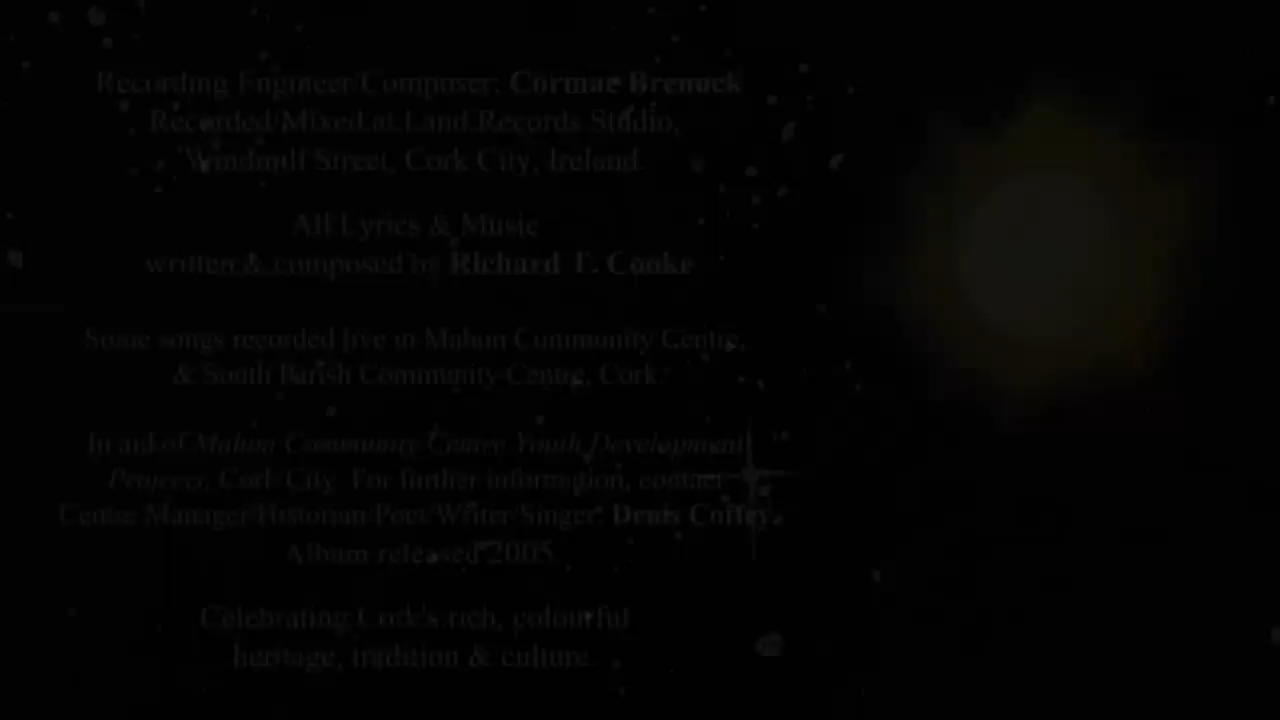 Recording Engineer/Composer: Cormac Brenock
Recorded/Mixed at Land Records Studio,
Windmill Street, Cork City, Ireland.
All Lyrics & Music
written & composed by Richard T. Cooke
Some songs recorded live in Mahon Community Centre,
& South Parish Community Centre, Cork.
In aid of Mahon Community Centre Youth Development
Projects, Cork City. For further information, contact
Centre Manager/Historian/Poet/Writer/Singer: Denis Coffey.
Album released 2005.
Celebrating Cork's rich, colourful
heritage, tradition & culture.